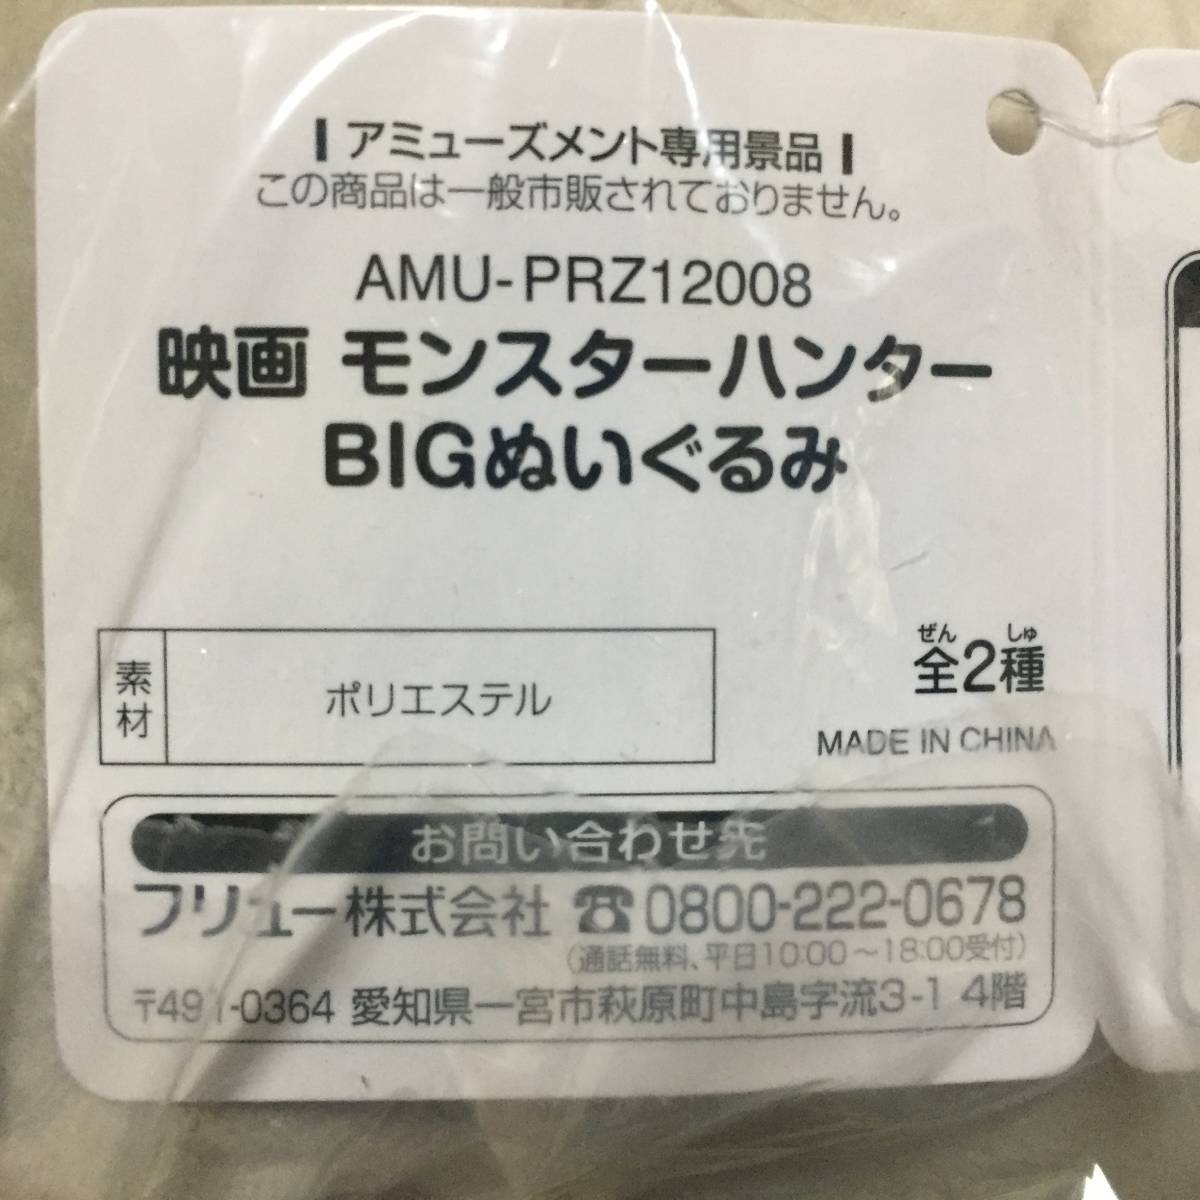 アミューズメント専用景品
この商品は一般市販されておりません。
AMU-PRZ12008
映画 モンスターハンター
BIGぬいぐるみ
素材 ポリエステル
ぜん しゅ
全2種
MADE IN CHINA
お問い合わせ先
フリュー株式会社 ☎0800-222-0678
(通話無料、平日10:00～18:00受付)
〒491-0364 愛知県一宮市萩原町中島字流3-1 4階